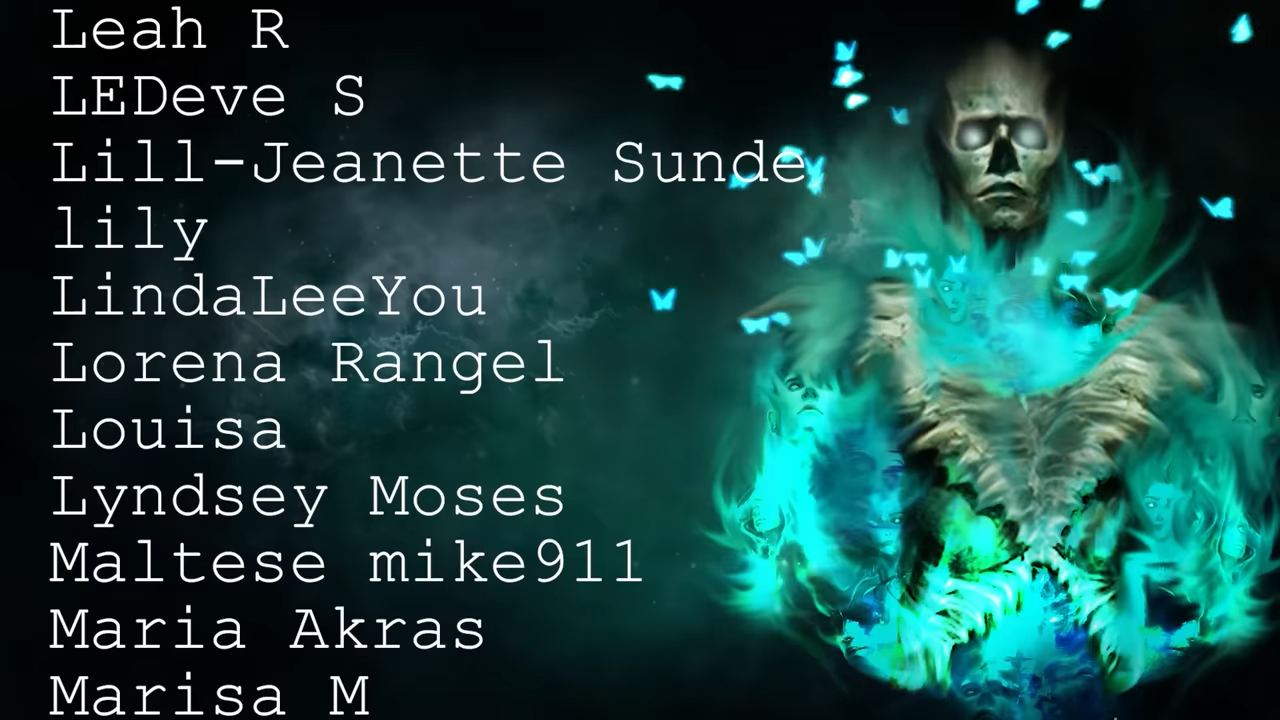 Leah R
LEDeve S
Lill-Jeanette Sunde
lily
LindaLeeYou
Lorena Rangel
Louisa
Lyndsey Moses
Maltese mike911
Maria Akras
Marisa M